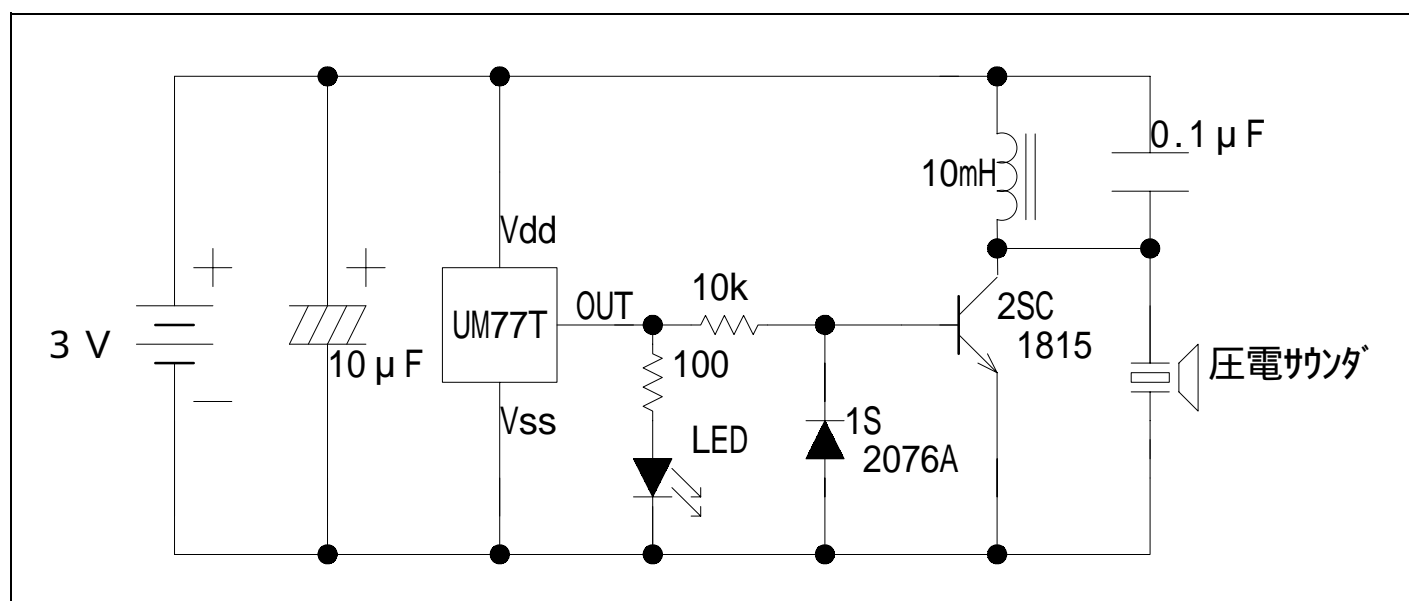 3 V
+
−
+
10μF
Vdd
UM77T
OUT
Vss
10k
100
LED
1S
2076A
10mH
0.1μF
2SC
1815
圧電ｻｳﾝﾀﾞ